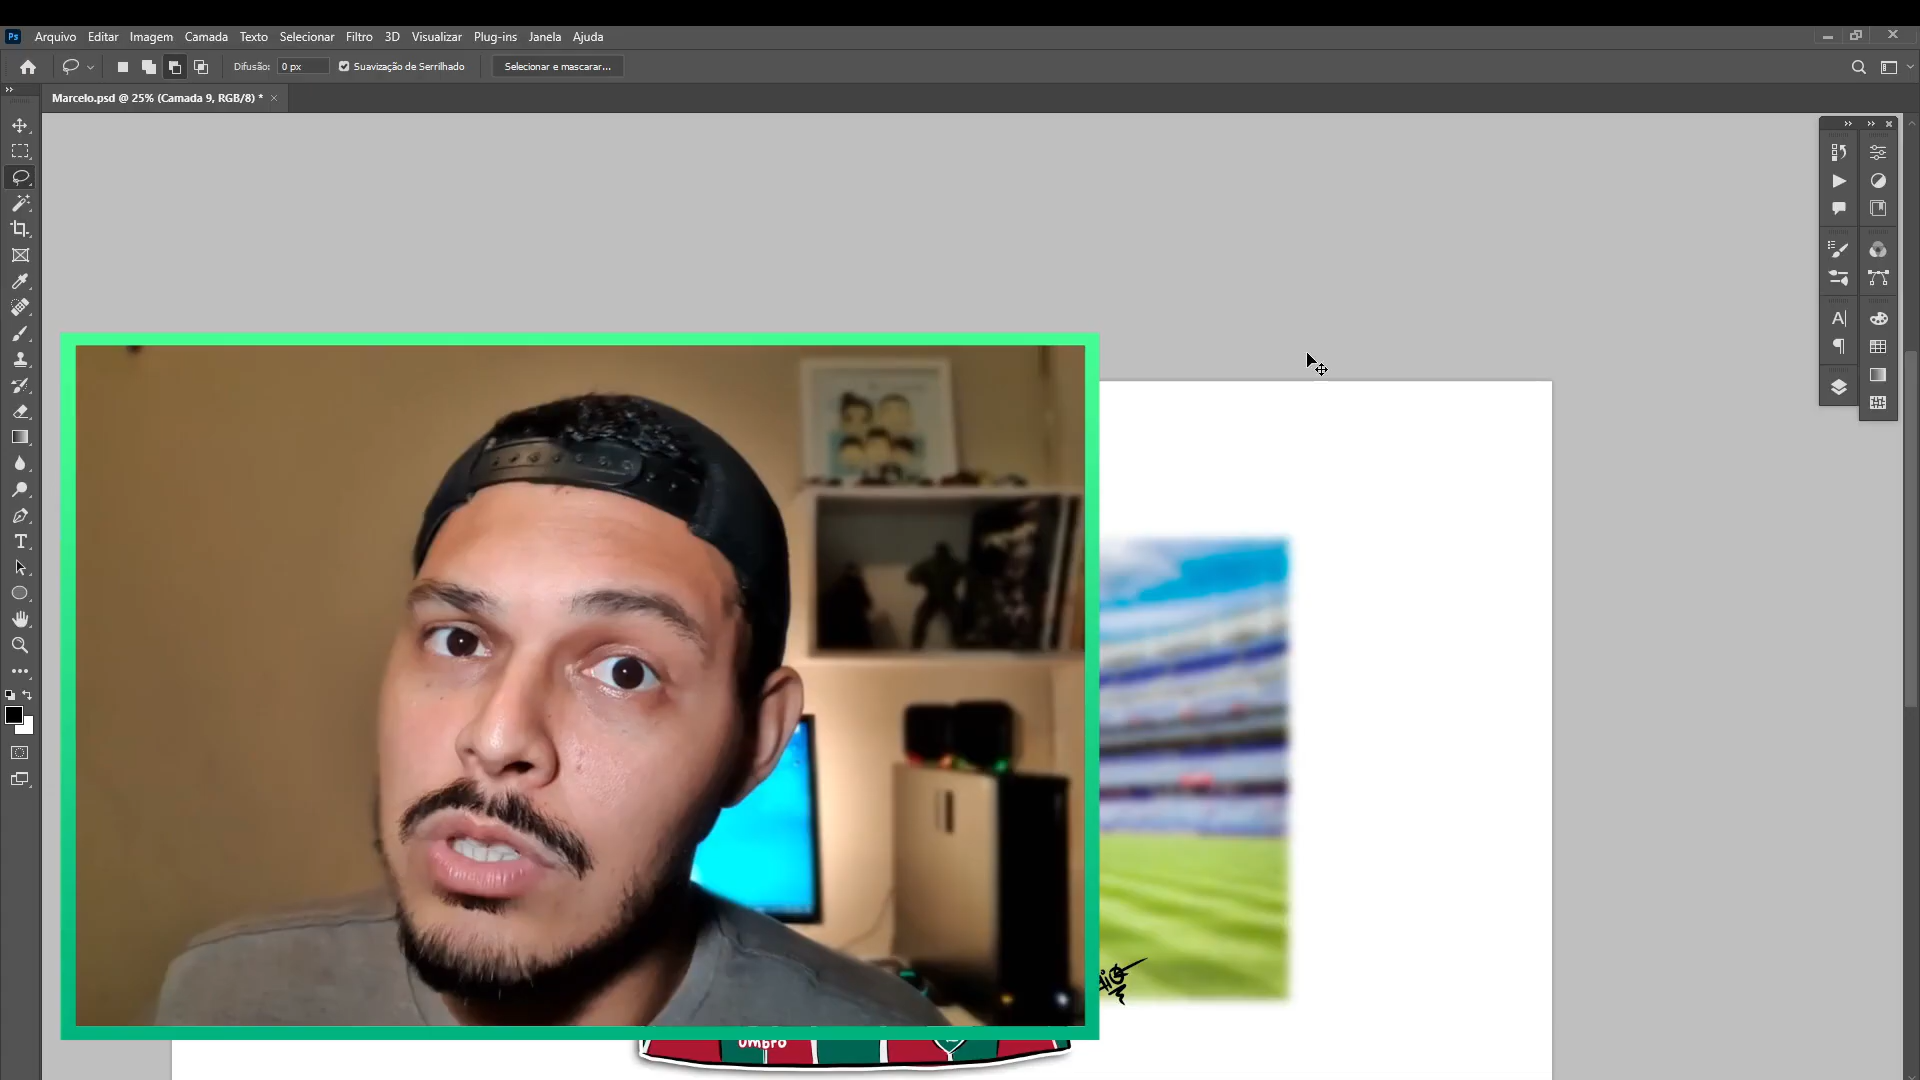 Ps Arquivo Editar Imagem Camada Texto Selecionar Filtro 3D Visualizar Plug-ins Janela Ajuda
Difusão: 0 px Suavização de Serrilhado Selecionar e mascarar...
Marcelo.psd @ 25% (Camada 9, RGB/8) *
umbro